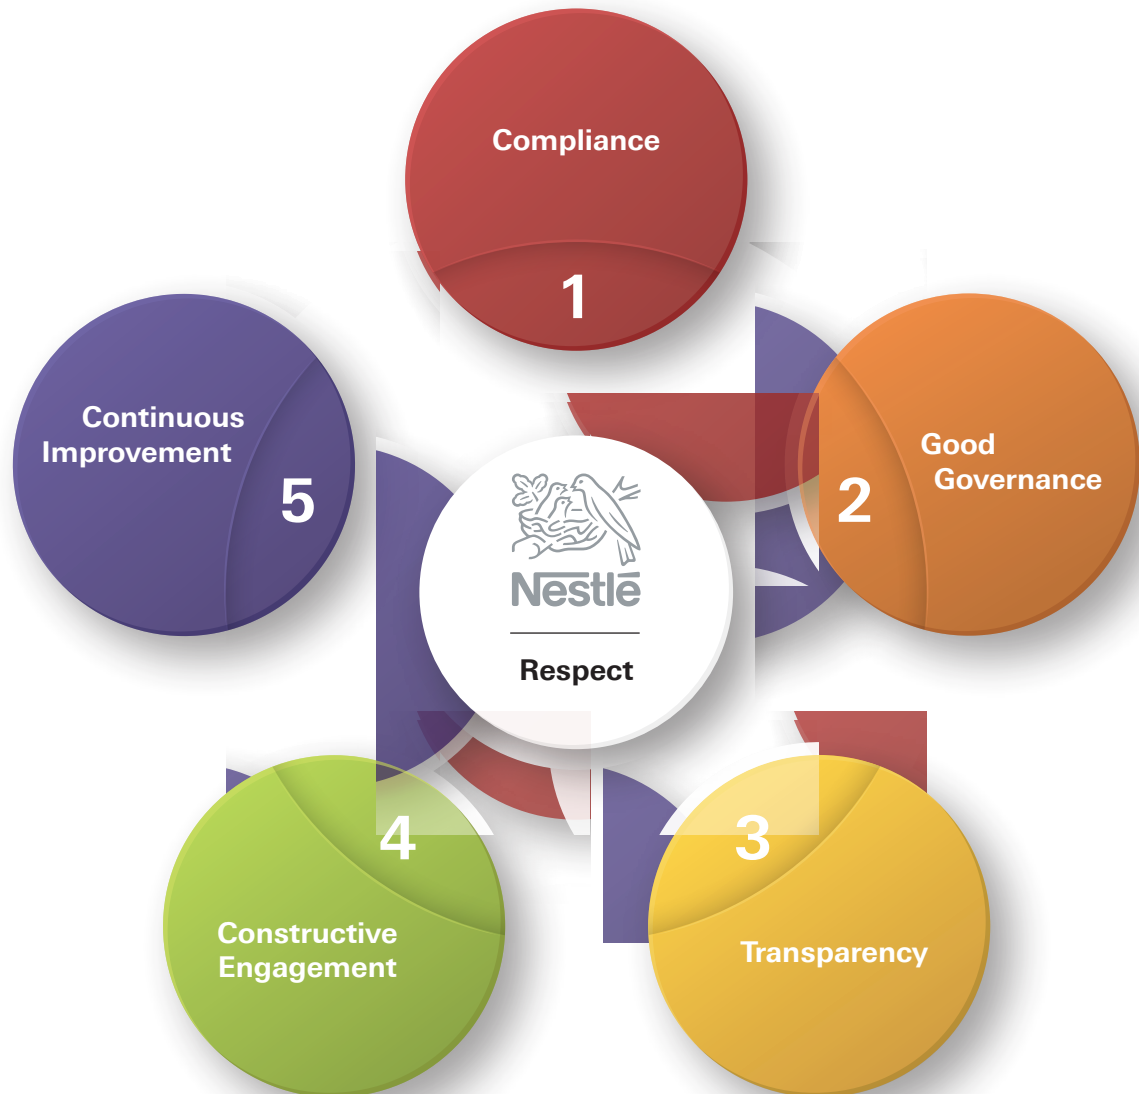 Compliance
1
Good
Governance
2
Transparency
3
Constructive
Engagement
4
Continuous
Improvement
5
Nestlé
Respect